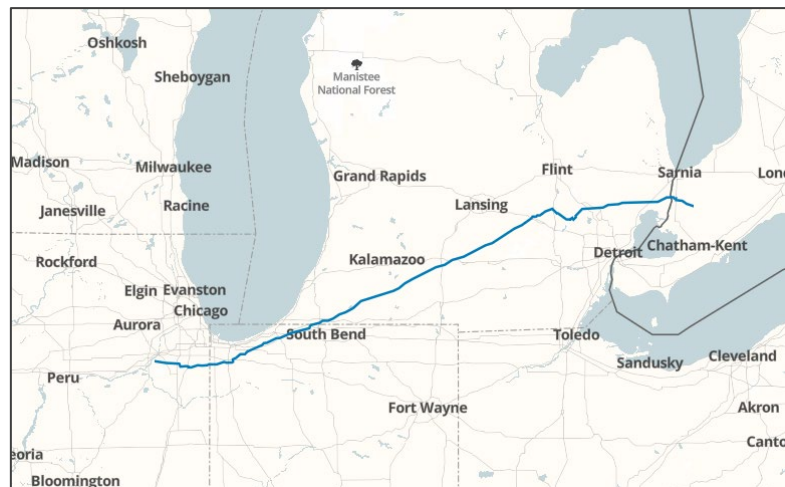 Oshkosh
Sheboygan
Manistee
National Forest
Madison
Milwaukee
Grand Rapids
Flint
Sarnia
Lon
Janesville
Racine
Lansing
Rockford
Kalamazoo
Detroit
Chatham-Kent
Elgin
Evanston
Chicago
Aurora
South Bend
Toledo
Sandusky
Cleveland
Peru
Fort Wayne
Akron
Canto
eoria
Bloomington